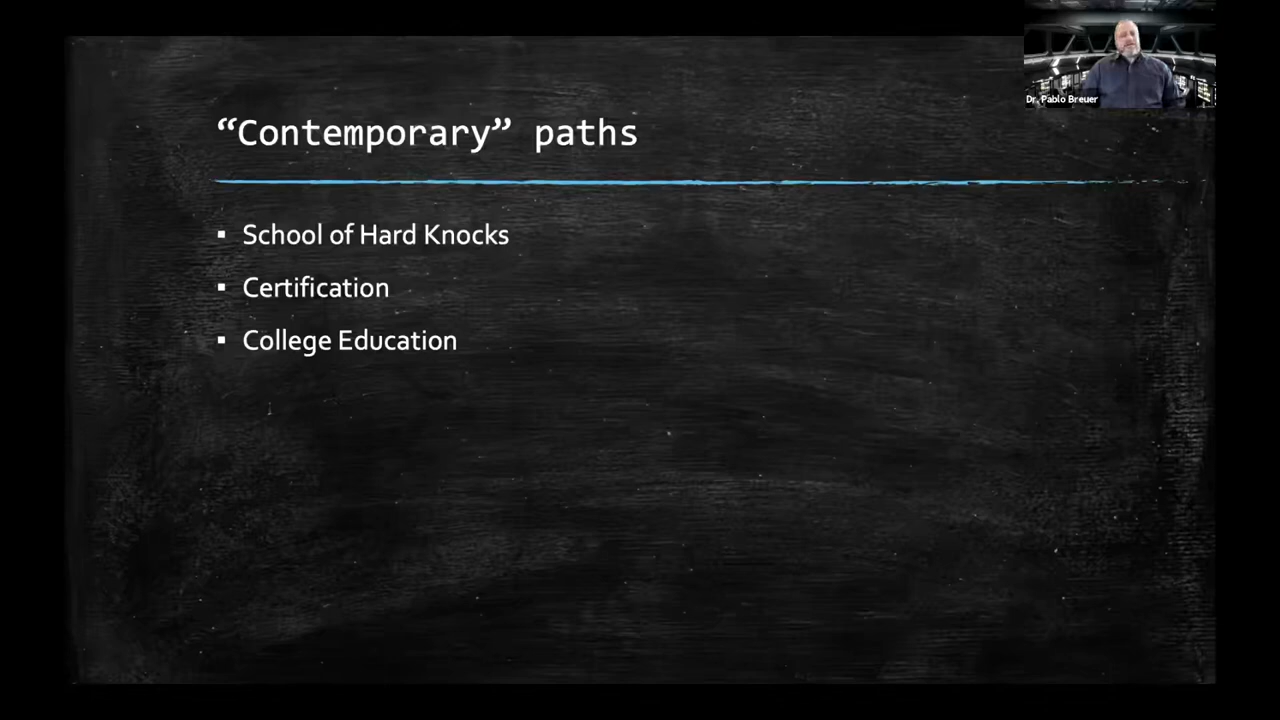 Dr. Pablo Breuer
“Contemporary” paths
▪ School of Hard Knocks
▪ Certification
▪ College Education